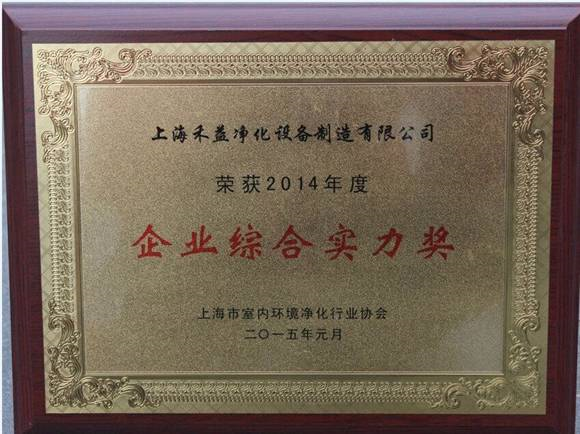 上海禾益净化设备制造有限公司
荣获2014年度
企业综合实力奖
上海市室内环境净化行业协会
二〇一五年元月